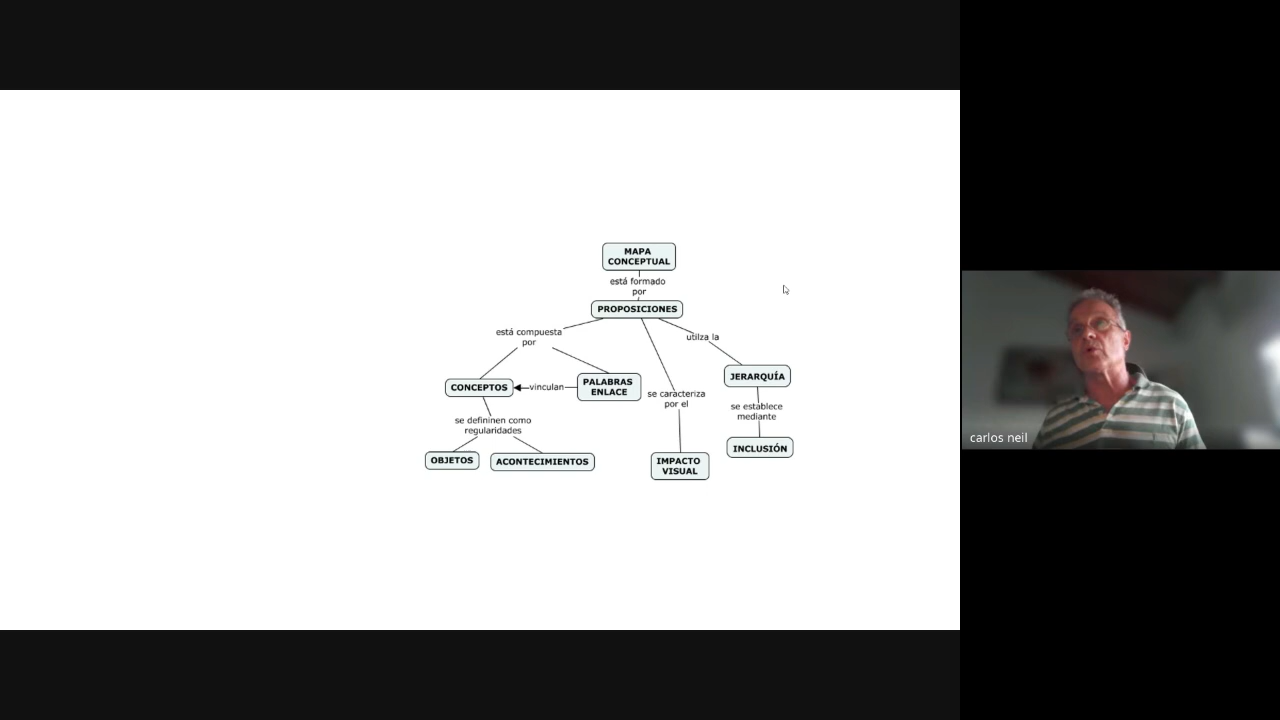 MAPA
CONCEPTUAL
está formado
por
PROPOSICIONES
está compuesta
por
utilza la
CONCEPTOS
vinculan
PALABRAS
ENLACE
se caracteriza
por el
JERARQUÍA
se establece
mediante
se defininen como
regularidades
OBJETOS
ACONTECIMIENTOS
IMPACTO
VISUAL
INCLUSIÓN
carlos neil